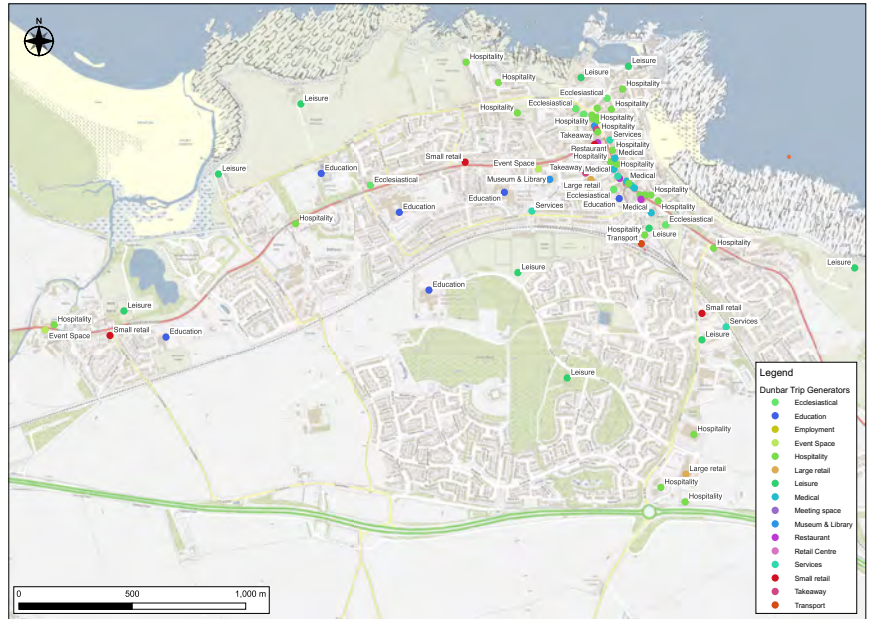 N
Hospitality
Leisure
Leisure
Hospitality
Hospitality
Leisure
Ecclesiastical
Hospitality
Ecclesiastical
Hospitality
Hospitality
Hospitality
Hospitality
Takeaway
Services
Restaurant
Hospitality
Small retail
Hospitality
Medical
Event Space
Takeaway
Medical
Hospitality
Leisure
Education
Museum & Library
Large retail
Medical
Ecclesiastical
Education
Ecclesiastical
Education
Hospitality
Education
Services
Medical
Hospitality
Hospitality
Ecclesiastical
Hospitality
Leisure
Transport
Hospitality
Leisure
Leisure
Education
Leisure
Small retail
Hospitality
Services
Event Space
Small retail
Education
Leisure
Leisure
Hospitality
Large retail
Hospitality
Hospitality
Legend
Dunbar Trip Generators
Ecclesiastical
Education
Employment
Event Space
Hospitality
Large retail
Leisure
Medical
Meeting space
Museum & Library
Restaurant
Retail Centre
Services
Small retail
Takeaway
Transport
0 500 1,000 m